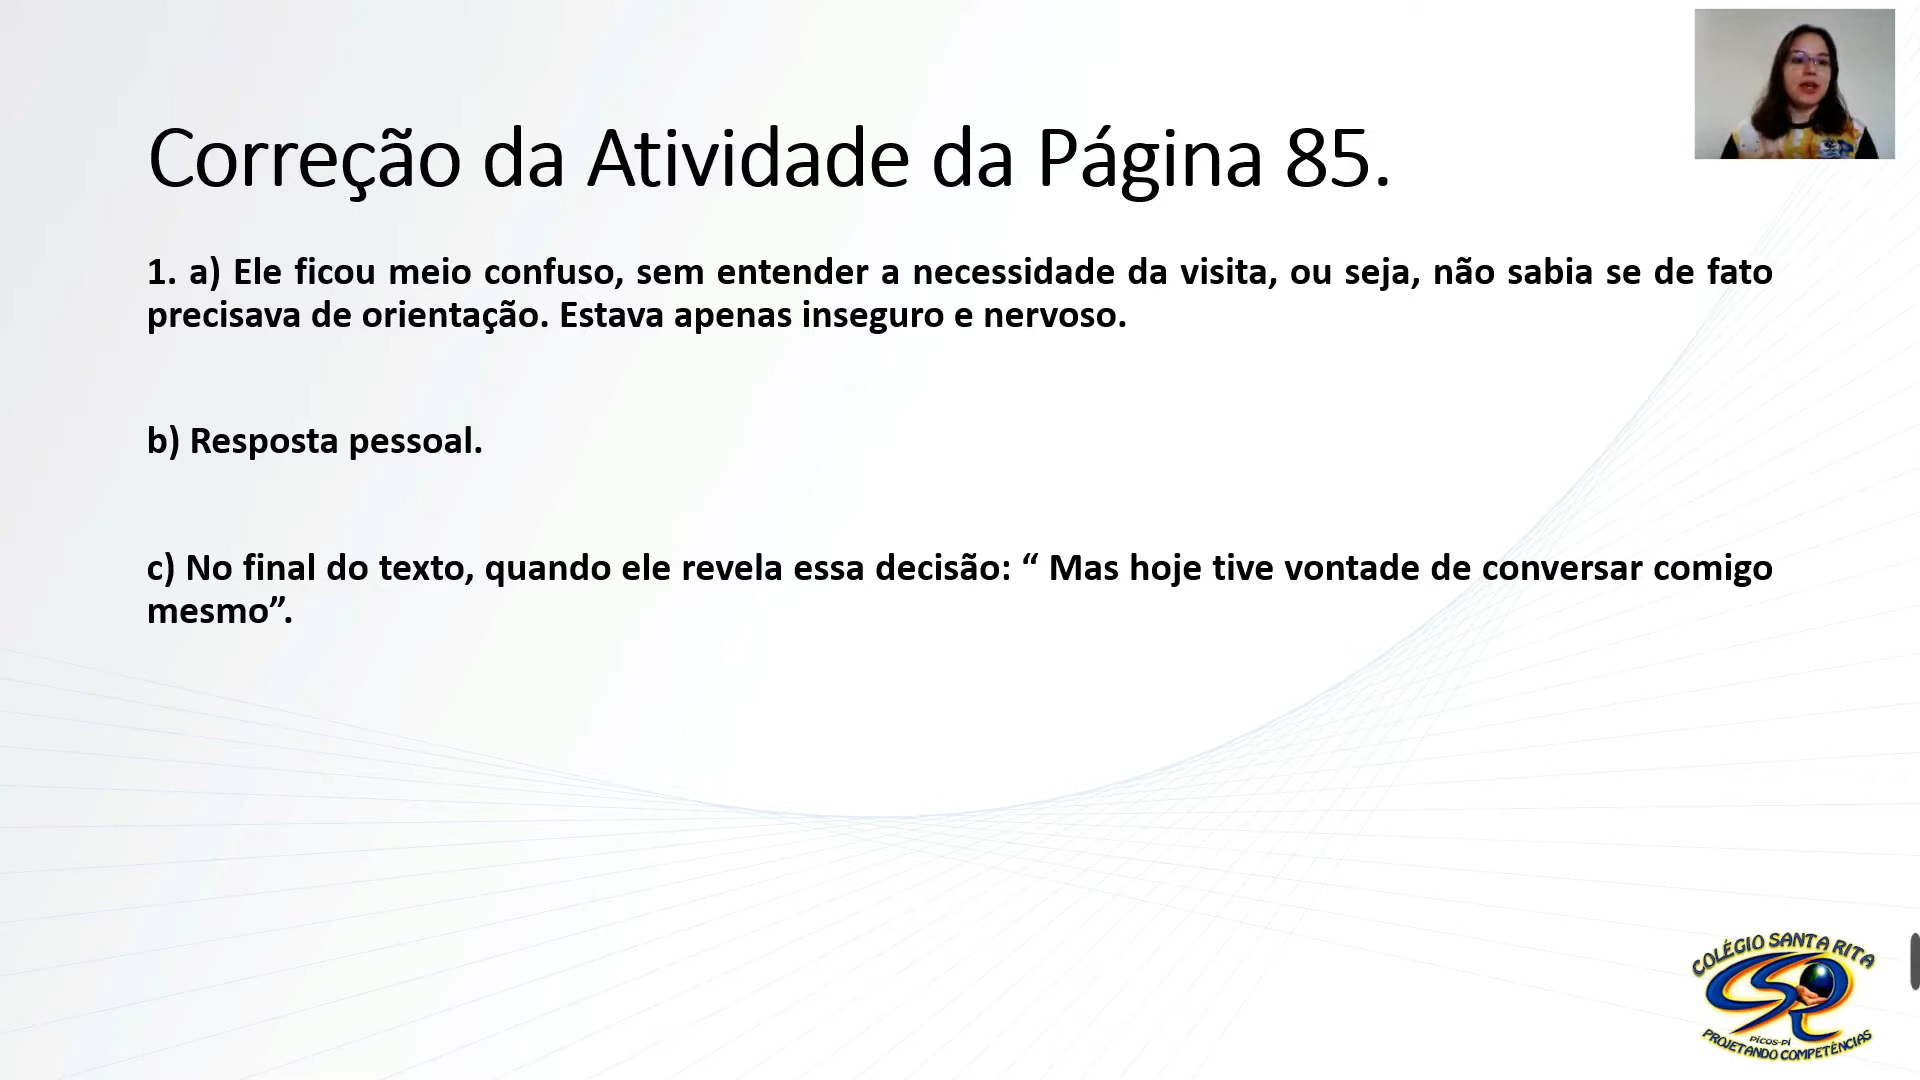 Correção da Atividade da Página 85.
1. a) Ele ficou meio confuso, sem entender a necessidade da visita, ou seja, não sabia se de fato
precisava de orientação. Estava apenas inseguro e nervoso.
b) Resposta pessoal.
c) No final do texto, quando ele revela essa decisão: “ Mas hoje tive vontade de conversar comigo
mesmo”.
COLÉGIO SANTA RITA
PICOS-PI
PROJETANDO COMPETÊNCIAS